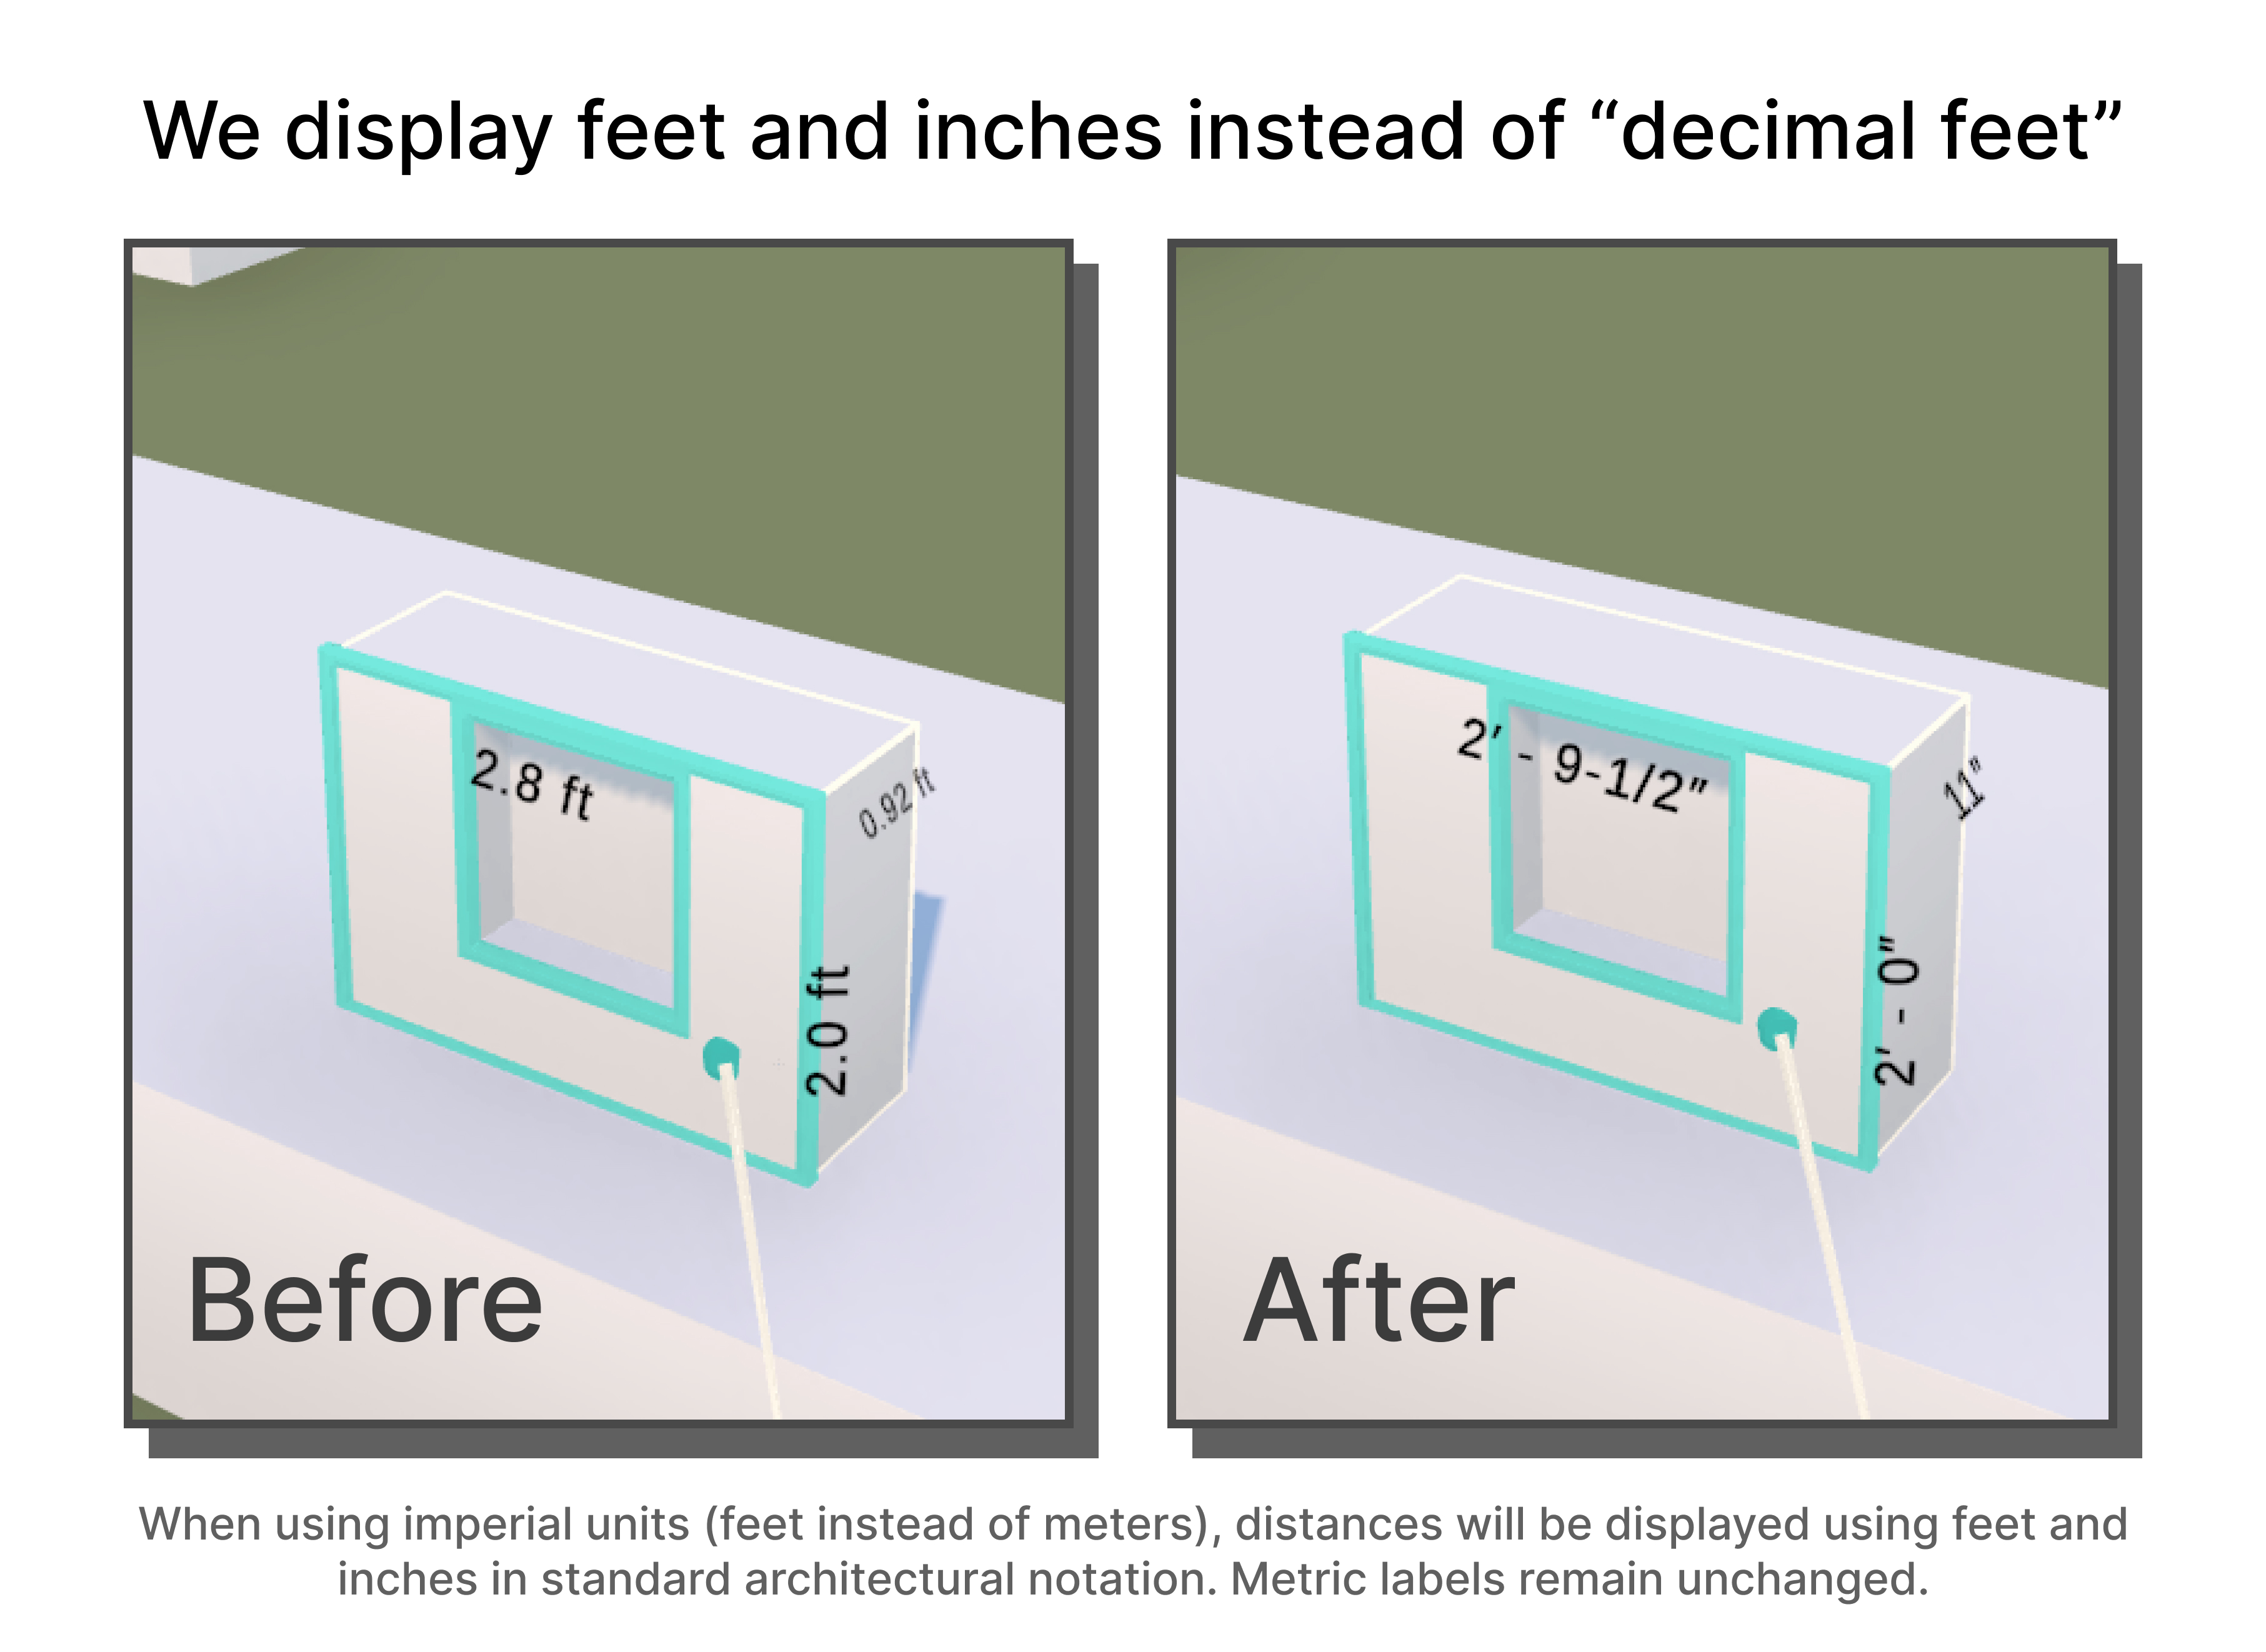 We display feet and inches instead of “decimal feet”
2.8 ft
0.92 ft
2.0 ft
Before
2' - 9-1/2"
11"
2' - 0"
After
When using imperial units (feet instead of meters), distances will be displayed using feet and
inches in standard architectural notation. Metric labels remain unchanged.